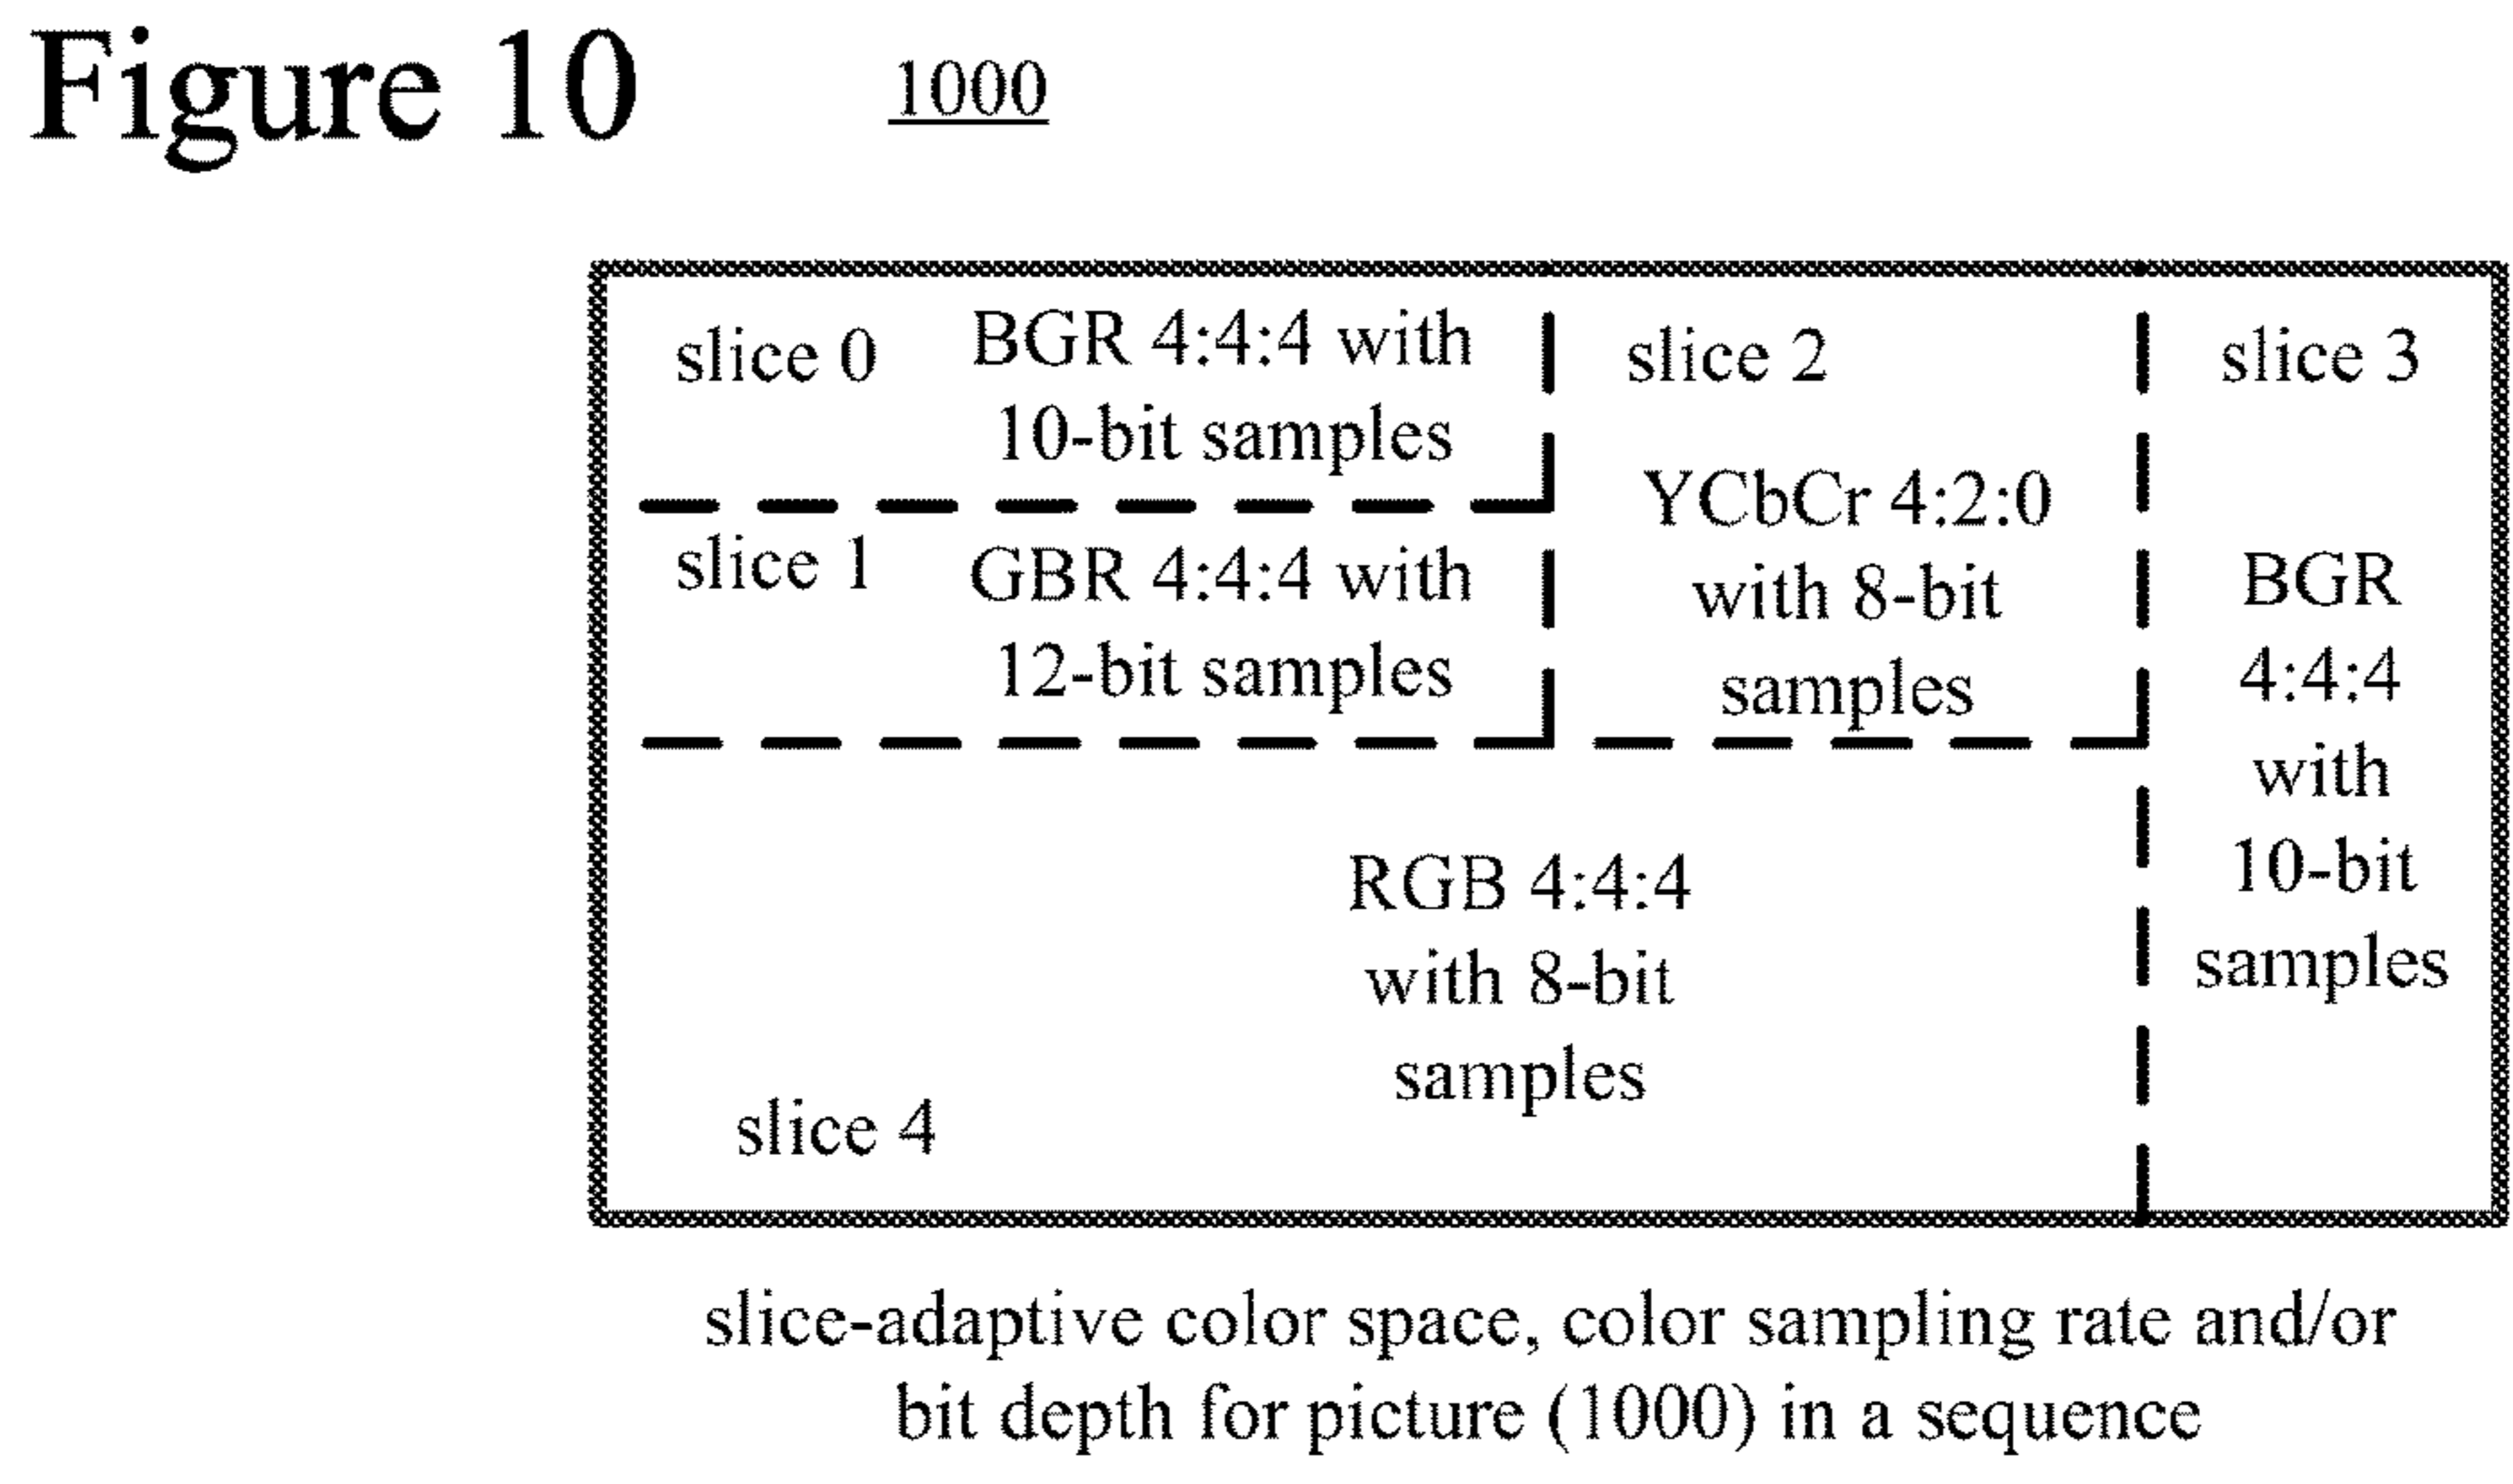 Figure 10
1000
slice 0
BGR 4:4:4 with
10-bit samples
slice 1
GBR 4:4:4 with
12-bit samples
slice 2
YCbCr 4:2:0
with 8-bit
samples
slice 3
BGR
4:4:4
with
10-bit
samples
RGB 4:4:4
with 8-bit
samples
slice 4
slice-adaptive color space, color sampling rate and/or
bit depth for picture (1000) in a sequence